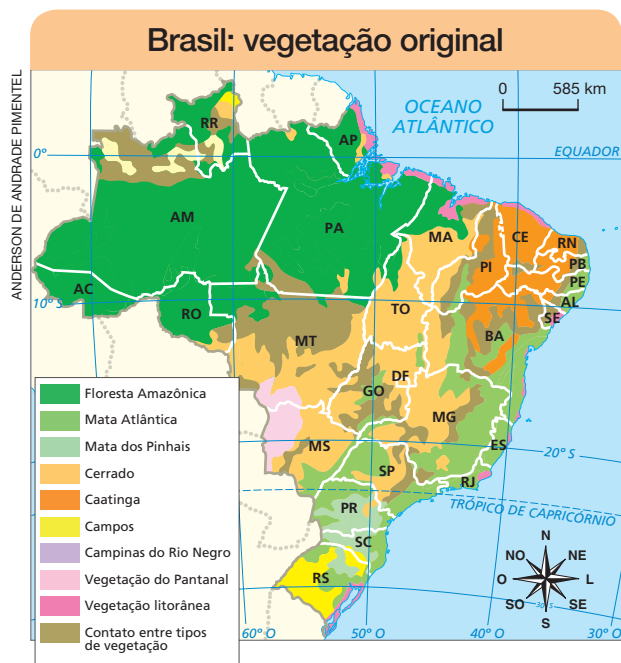 Brasil: vegetação original
ANDERSON DE ANDRADE PIMENTEL
0 585 km
OCEANO
ATLÂNTICO
EQUADOR
0°
RR
AP
AM
PA
MA
CE
RN
PB
PE
AL
SE
PI
AC
10° S
RO
TO
BA
MT
DF
GO
MG
ES
20° S
MS
SP
RJ
TRÓPICO DE CAPRICÓRNIO
PR
SC
RS
Floresta Amazônica
Mata Atlântica
Mata dos Pinhais
Cerrado
Caatinga
Campos
Campinas do Rio Negro
Vegetação do Pantanal
Vegetação litorânea
Contato entre tipos
de vegetação
N
NO NE
O L
SO SE
S
30° S
60° O 50° O 40° O 30° O